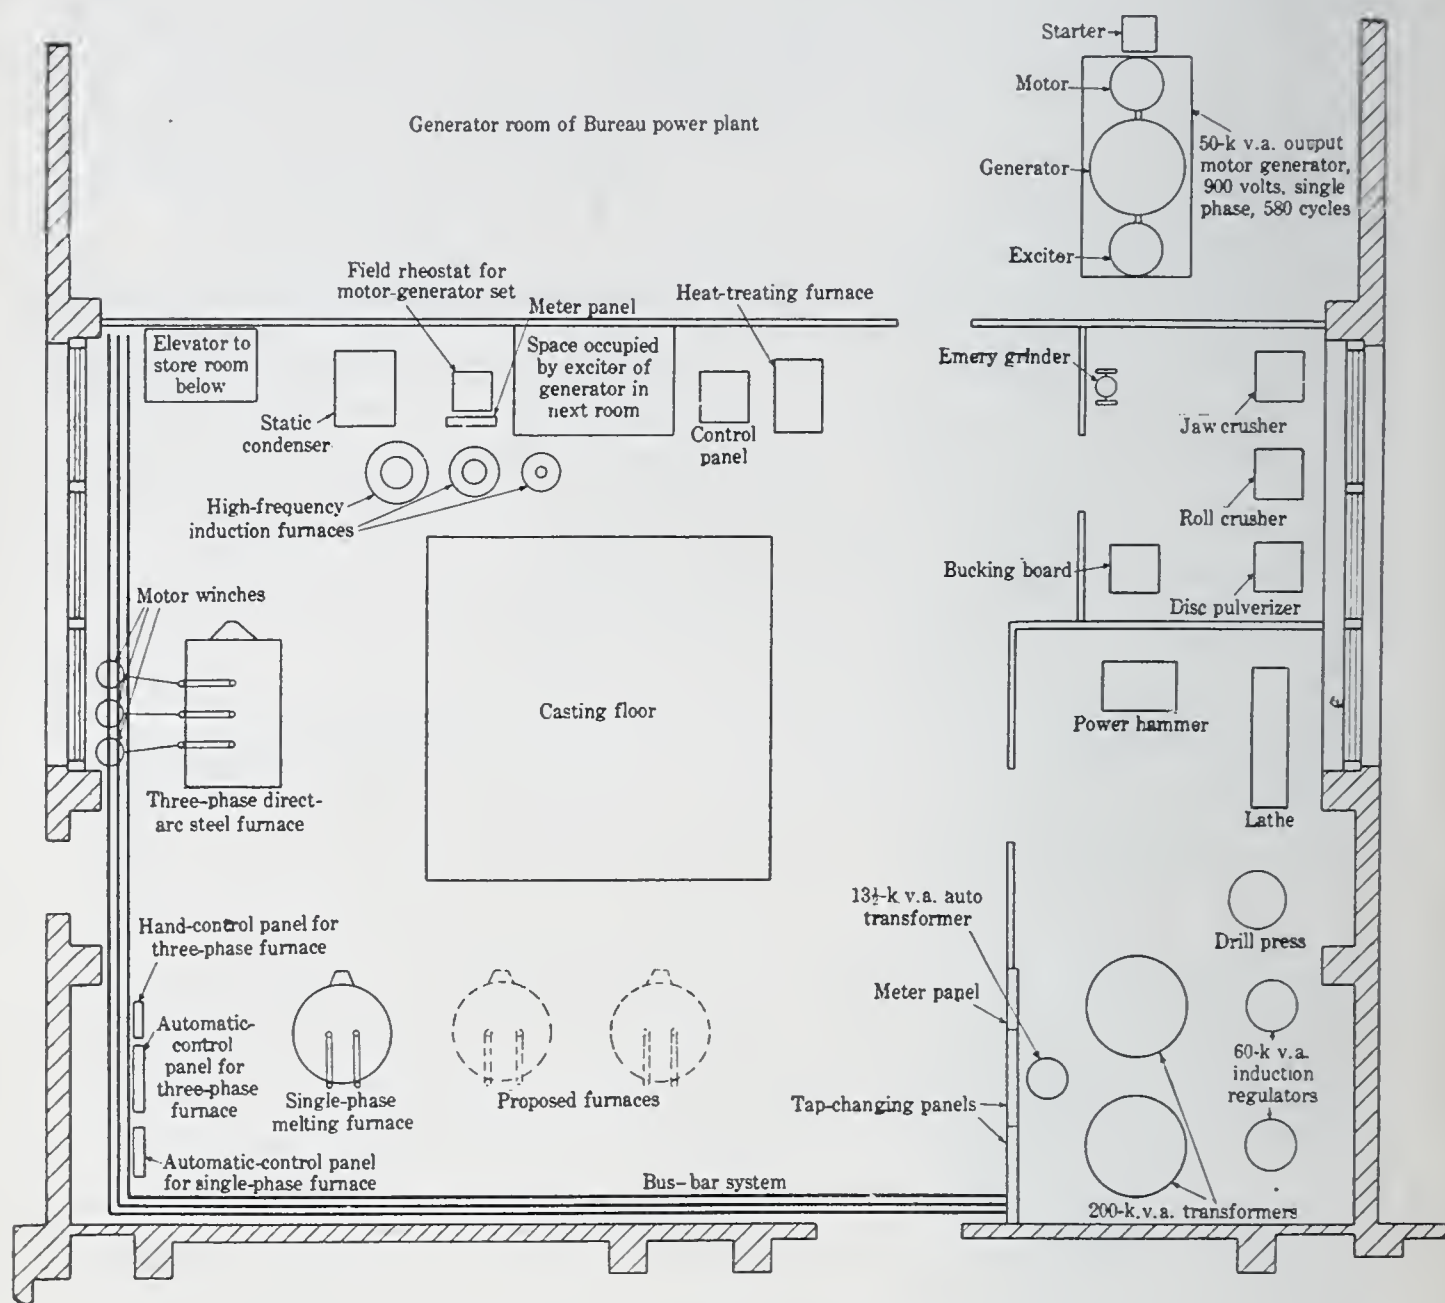 Starter
Motor
Generator room of Bureau power plant
50-k v.a. output
motor generator,
900 volts, single
phase, 580 cycles
Generator
Exciter
Field rheostat for
motor-generator set
Meter panel
Heat-treating furnace
Elevator to
store room
below
Space occupied
by exciter of
generator in
next room
Static
condenser
Control
panel
Emery grinder
Jaw crusher
High-frequency
induction furnaces
Roll crusher
Bucking board
Disc pulverizer
Motor winches
Casting floor
Power hammer
Three-phase direct-
arc steel furnace
Lathe
13½-k v.a. auto
transformer
Drill press
Hand-control panel for
three-phase furnace
Meter panel
Automatic-
control
panel for
three-phase
furnace
60-k v.a.
induction
regulators
Single-phase
melting furnace
Proposed furnaces
Tap-changing panels
Automatic-control panel
for single-phase furnace
Bus-bar system
200-k.v.a. transformers